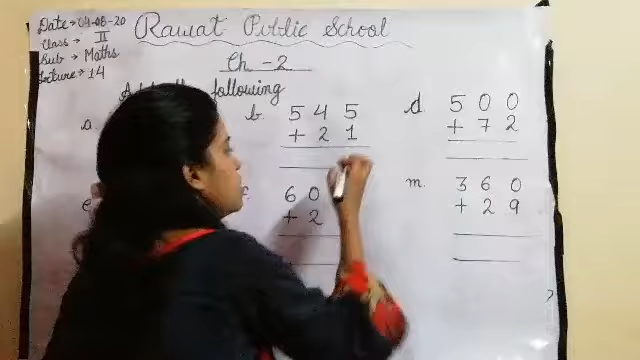 Date → 04-08-20
Rawat Public School
Class → II
Sub → Maths
Lecture → 14
Ch - 2
following
a.
b. 5 4 5
+ 2 1
d. 5 0 0
+ 7 2
e
f. 6 0
+ 2
m. 3 6 0
+ 2 9